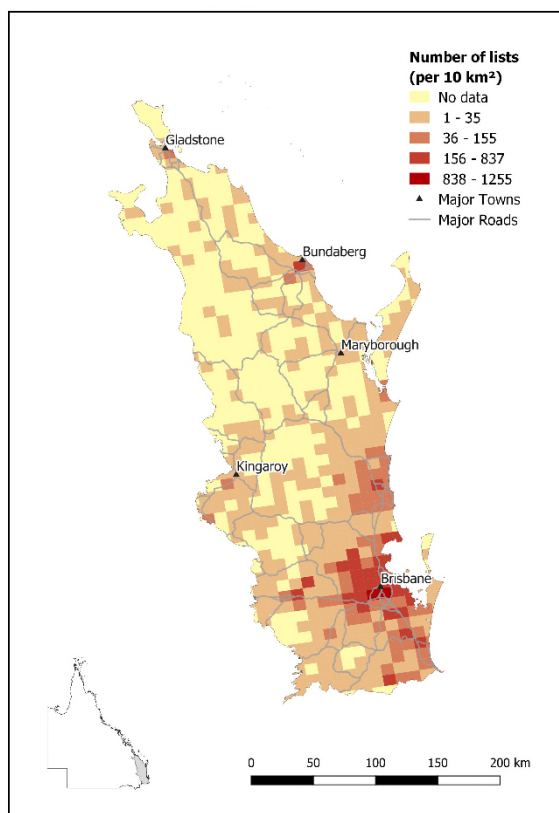 Number of lists
(per 10 km²)
No data
1 - 35
36 - 155
156 - 837
838 - 1255
Major Towns
Major Roads
Gladstone
Bundaberg
Maryborough
Kingaroy
Brisbane
0 50 100 150 200 km